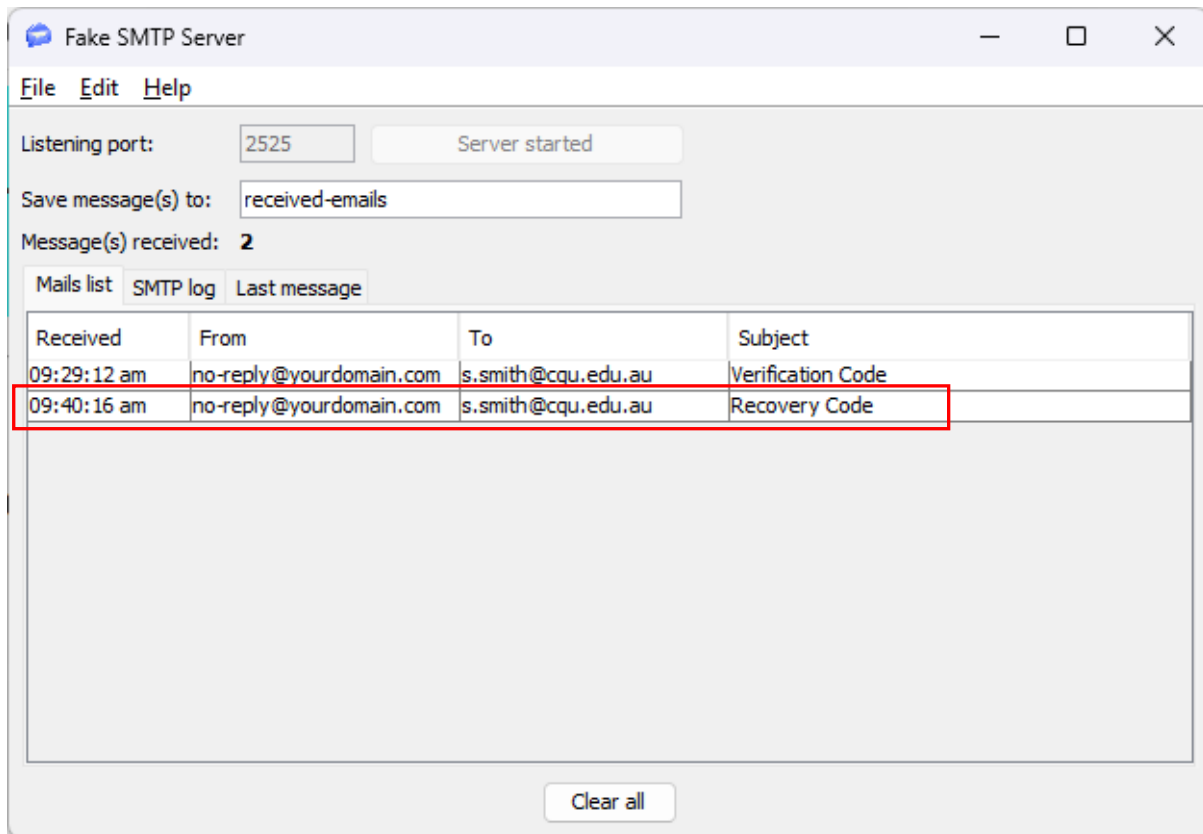 Fake SMTP Server
File Edit Help
Listening port: 2525 Server started
Save message(s) to: received-emails
Message(s) received: 2
Mails list SMTP log Last message
Received From To Subject
09:29:12 am no-reply@yourdomain.com s.smith@cqu.edu.au Verification Code
09:40:16 am no-reply@yourdomain.com s.smith@cqu.edu.au Recovery Code
Clear all